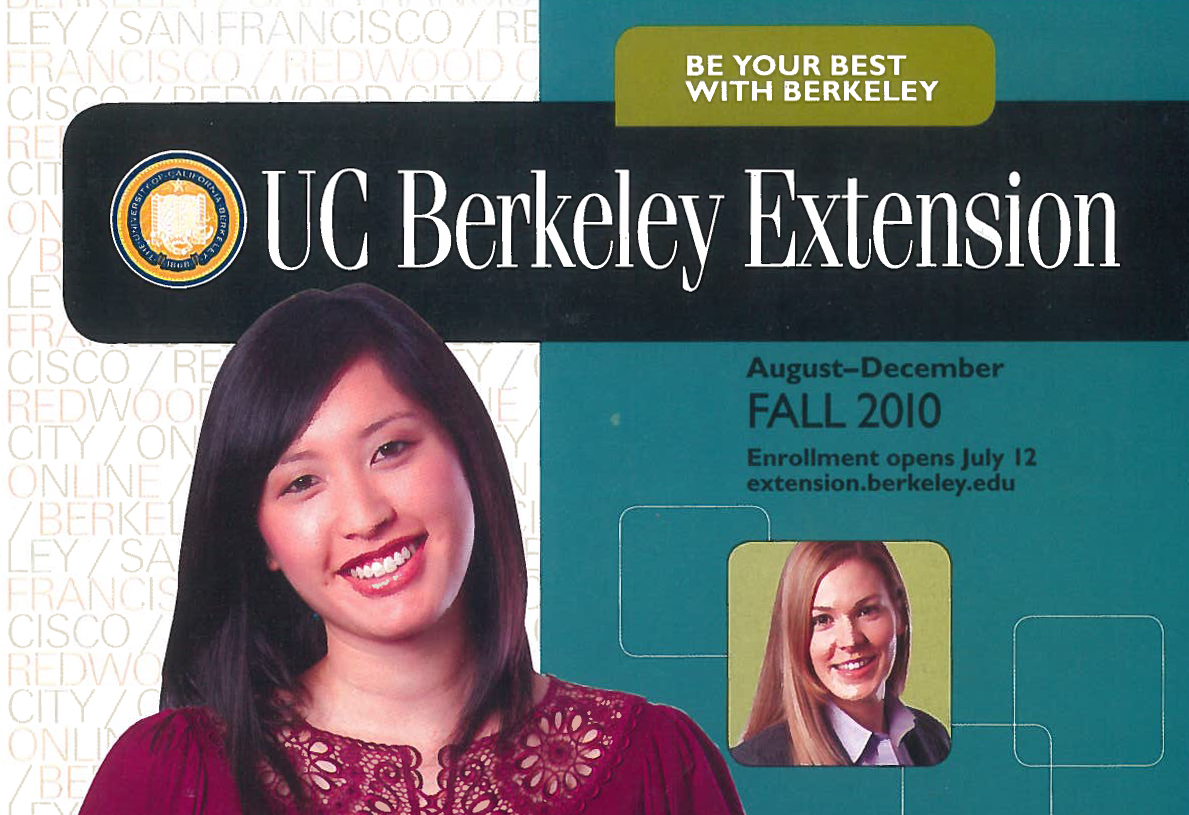 LEY / SAN FRANCISCO / RE
FRANCISCO / REDWOOD C
CISCO / REDWOOD CITY /
BE YOUR BEST
WITH BERKELEY
THE UNIVERSITY OF CALIFORNIA BERKELEY
1868
UC Berkeley Extension
RE
CIT
ON
/ B
LE
FRA
CISCO / RE
REDWOO
CITY / ON
ONLINE /
/ BERKEL
LEY / SA
FRANCIS
CISCO /
REDWO
CITY /
ONLIN
/ BE
August–December
FALL 2010
Enrollment opens July 12
extension.berkeley.edu